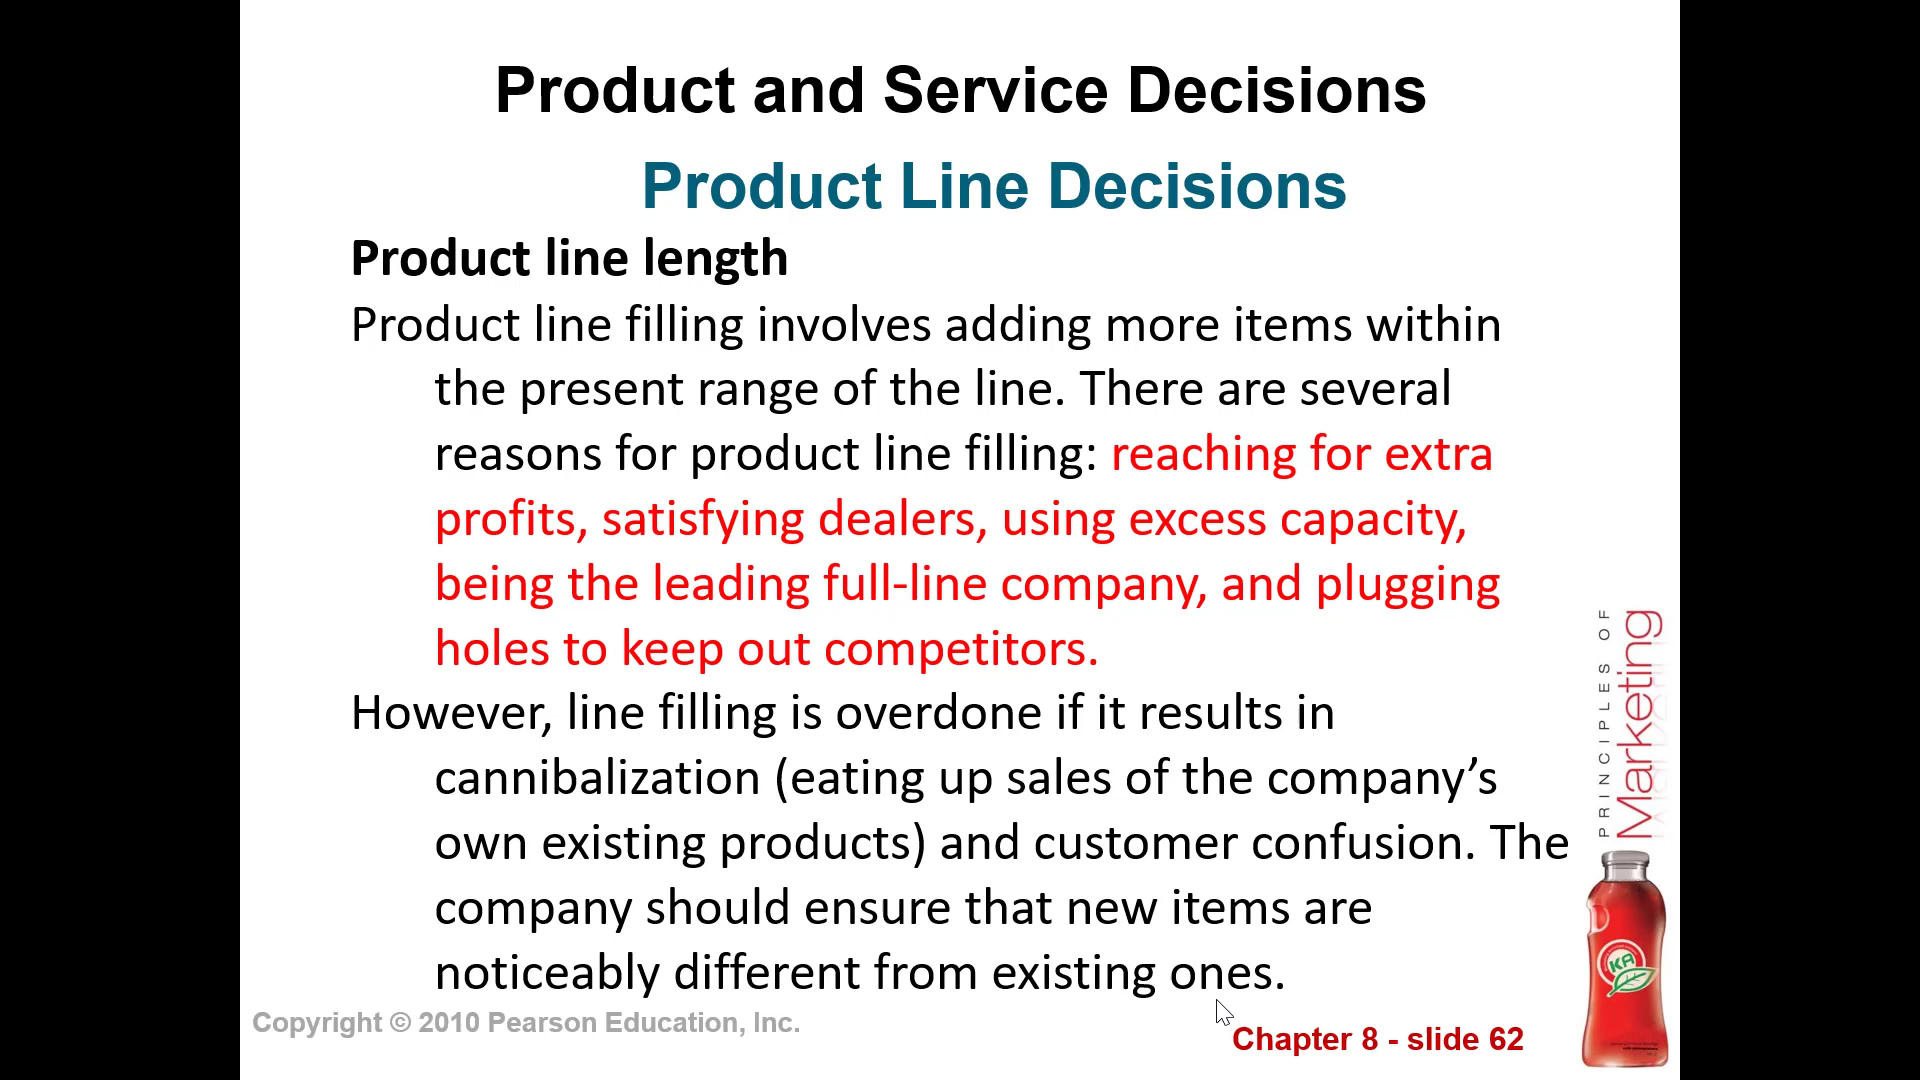 Product and Service Decisions
Product Line Decisions
Product line length
Product line filling involves adding more items within
the present range of the line. There are several
reasons for product line filling: reaching for extra
profits, satisfying dealers, using excess capacity,
being the leading full-line company, and plugging
holes to keep out competitors.
However, line filling is overdone if it results in
cannibalization (eating up sales of the company’s
own existing products) and customer confusion. The
company should ensure that new items are
noticeably different from existing ones.
PRINCIPLES OF
Marketing
KA
Copyright © 2010 Pearson Education, Inc.
Chapter 8 - slide 62